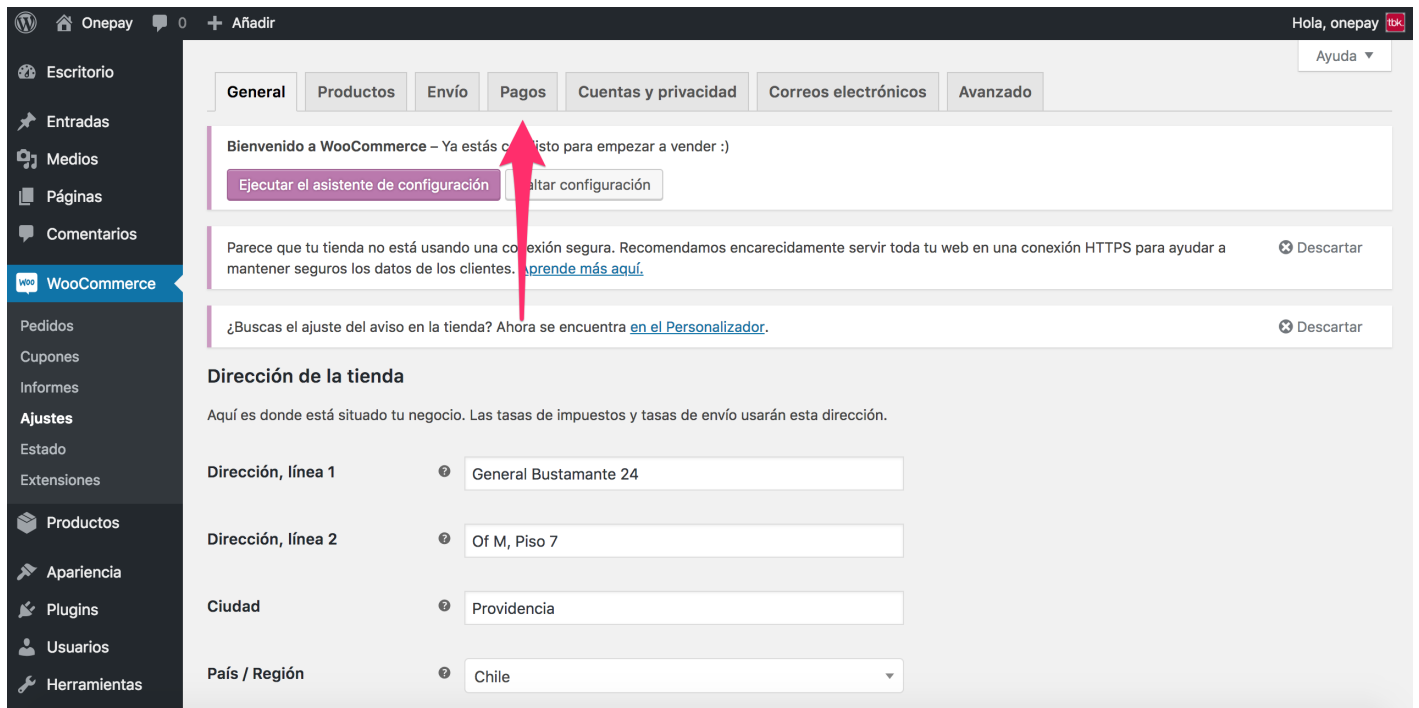 Onepay 0 Añadir Hola, onepay tbk.
Ayuda
Escritorio
Entradas
Medios
Páginas
Comentarios
Woo WooCommerce
Pedidos
Cupones
Informes
Ajustes
Estado
Extensiones
Productos
Apariencia
Plugins
Usuarios
Herramientas
General Productos Envío Pagos Cuentas y privacidad Correos electrónicos Avanzado
Bienvenido a WooCommerce – Ya estás para empezar a vender :)
Ejecutar el asistente de configuración configuración
Parece que tu tienda no está usando una conexión segura. Recomendamos encarecidamente servir toda tu web en una conexión HTTPS para ayudar a
mantener seguros los datos de los clientes. Aprende más aquí.
Descartar
¿Buscas el ajuste del aviso en la tienda? Ahora se encuentra en el Personalizador.
Descartar
Dirección de la tienda
Aquí es donde está situado tu negocio. Las tasas de impuestos y tasas de envío usarán esta dirección.
Dirección, línea 1 ? General Bustamante 24
Dirección, línea 2 ? Of M, Piso 7
Ciudad ? Providencia
País / Región ? Chile